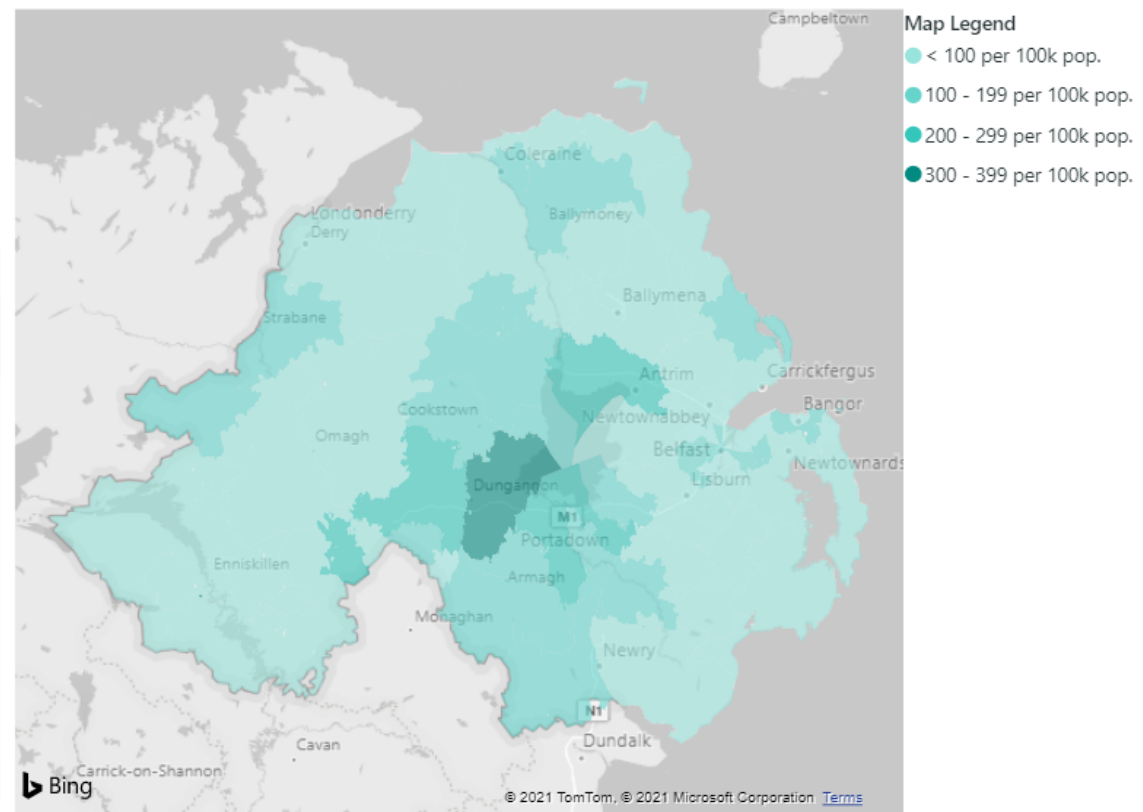 Campbeltown
Map Legend
< 100 per 100k pop.
100 - 199 per 100k pop.
200 - 299 per 100k pop.
300 - 399 per 100k pop.
Coleraine
Londonderry
Derry
Ballymoney
Ballymena
Strabane
Antrim
Carrickfergus
Cookstown
Newtownabbey
Bangor
Omagh
Belfast
Newtownards
Dungannon
Lisburn
M1
Portadown
Enniskillen
Armagh
Monaghan
Newry
N1
Cavan
Dundalk
Carrick-on-Shannon
Bing
© 2021 TomTom, © 2021 Microsoft Corporation Terms